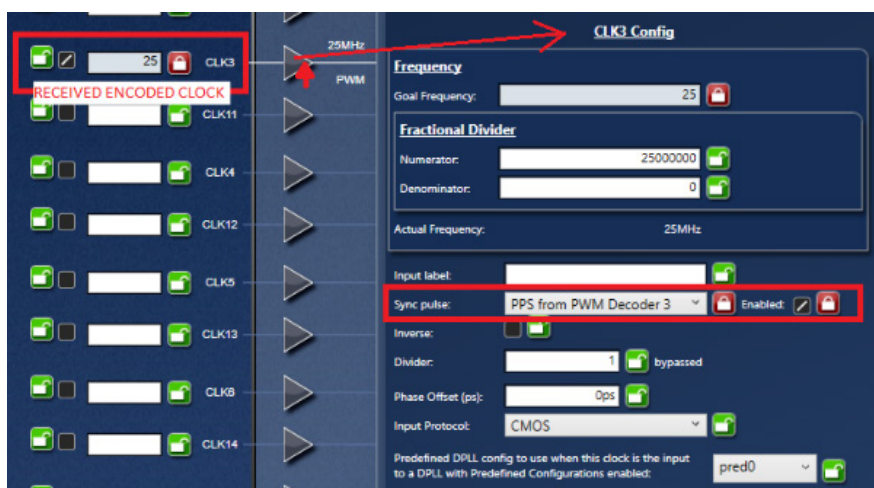 25 CLK3
RECEIVED ENCODED CLOCK
CLK11
CLK4
CLK12
CLK5
CLK13
CLK6
CLK14
25MHz
PWM
CLK3 Config
Frequency
Goal Frequency: 25
Fractional Divider
Numerator: 25000000
Denominator: 0
Actual Frequency: 25MHz
Input label:
Sync pulse: PPS from PWM Decoder 3 Enabled:
Inverse:
Divider: 1 bypassed
Phase Offset (ps): 0ps
Input Protocol: CMOS
Predefined DPLL config to use when this clock is the input
to a DPLL with Predefined Configurations enabled: pred0